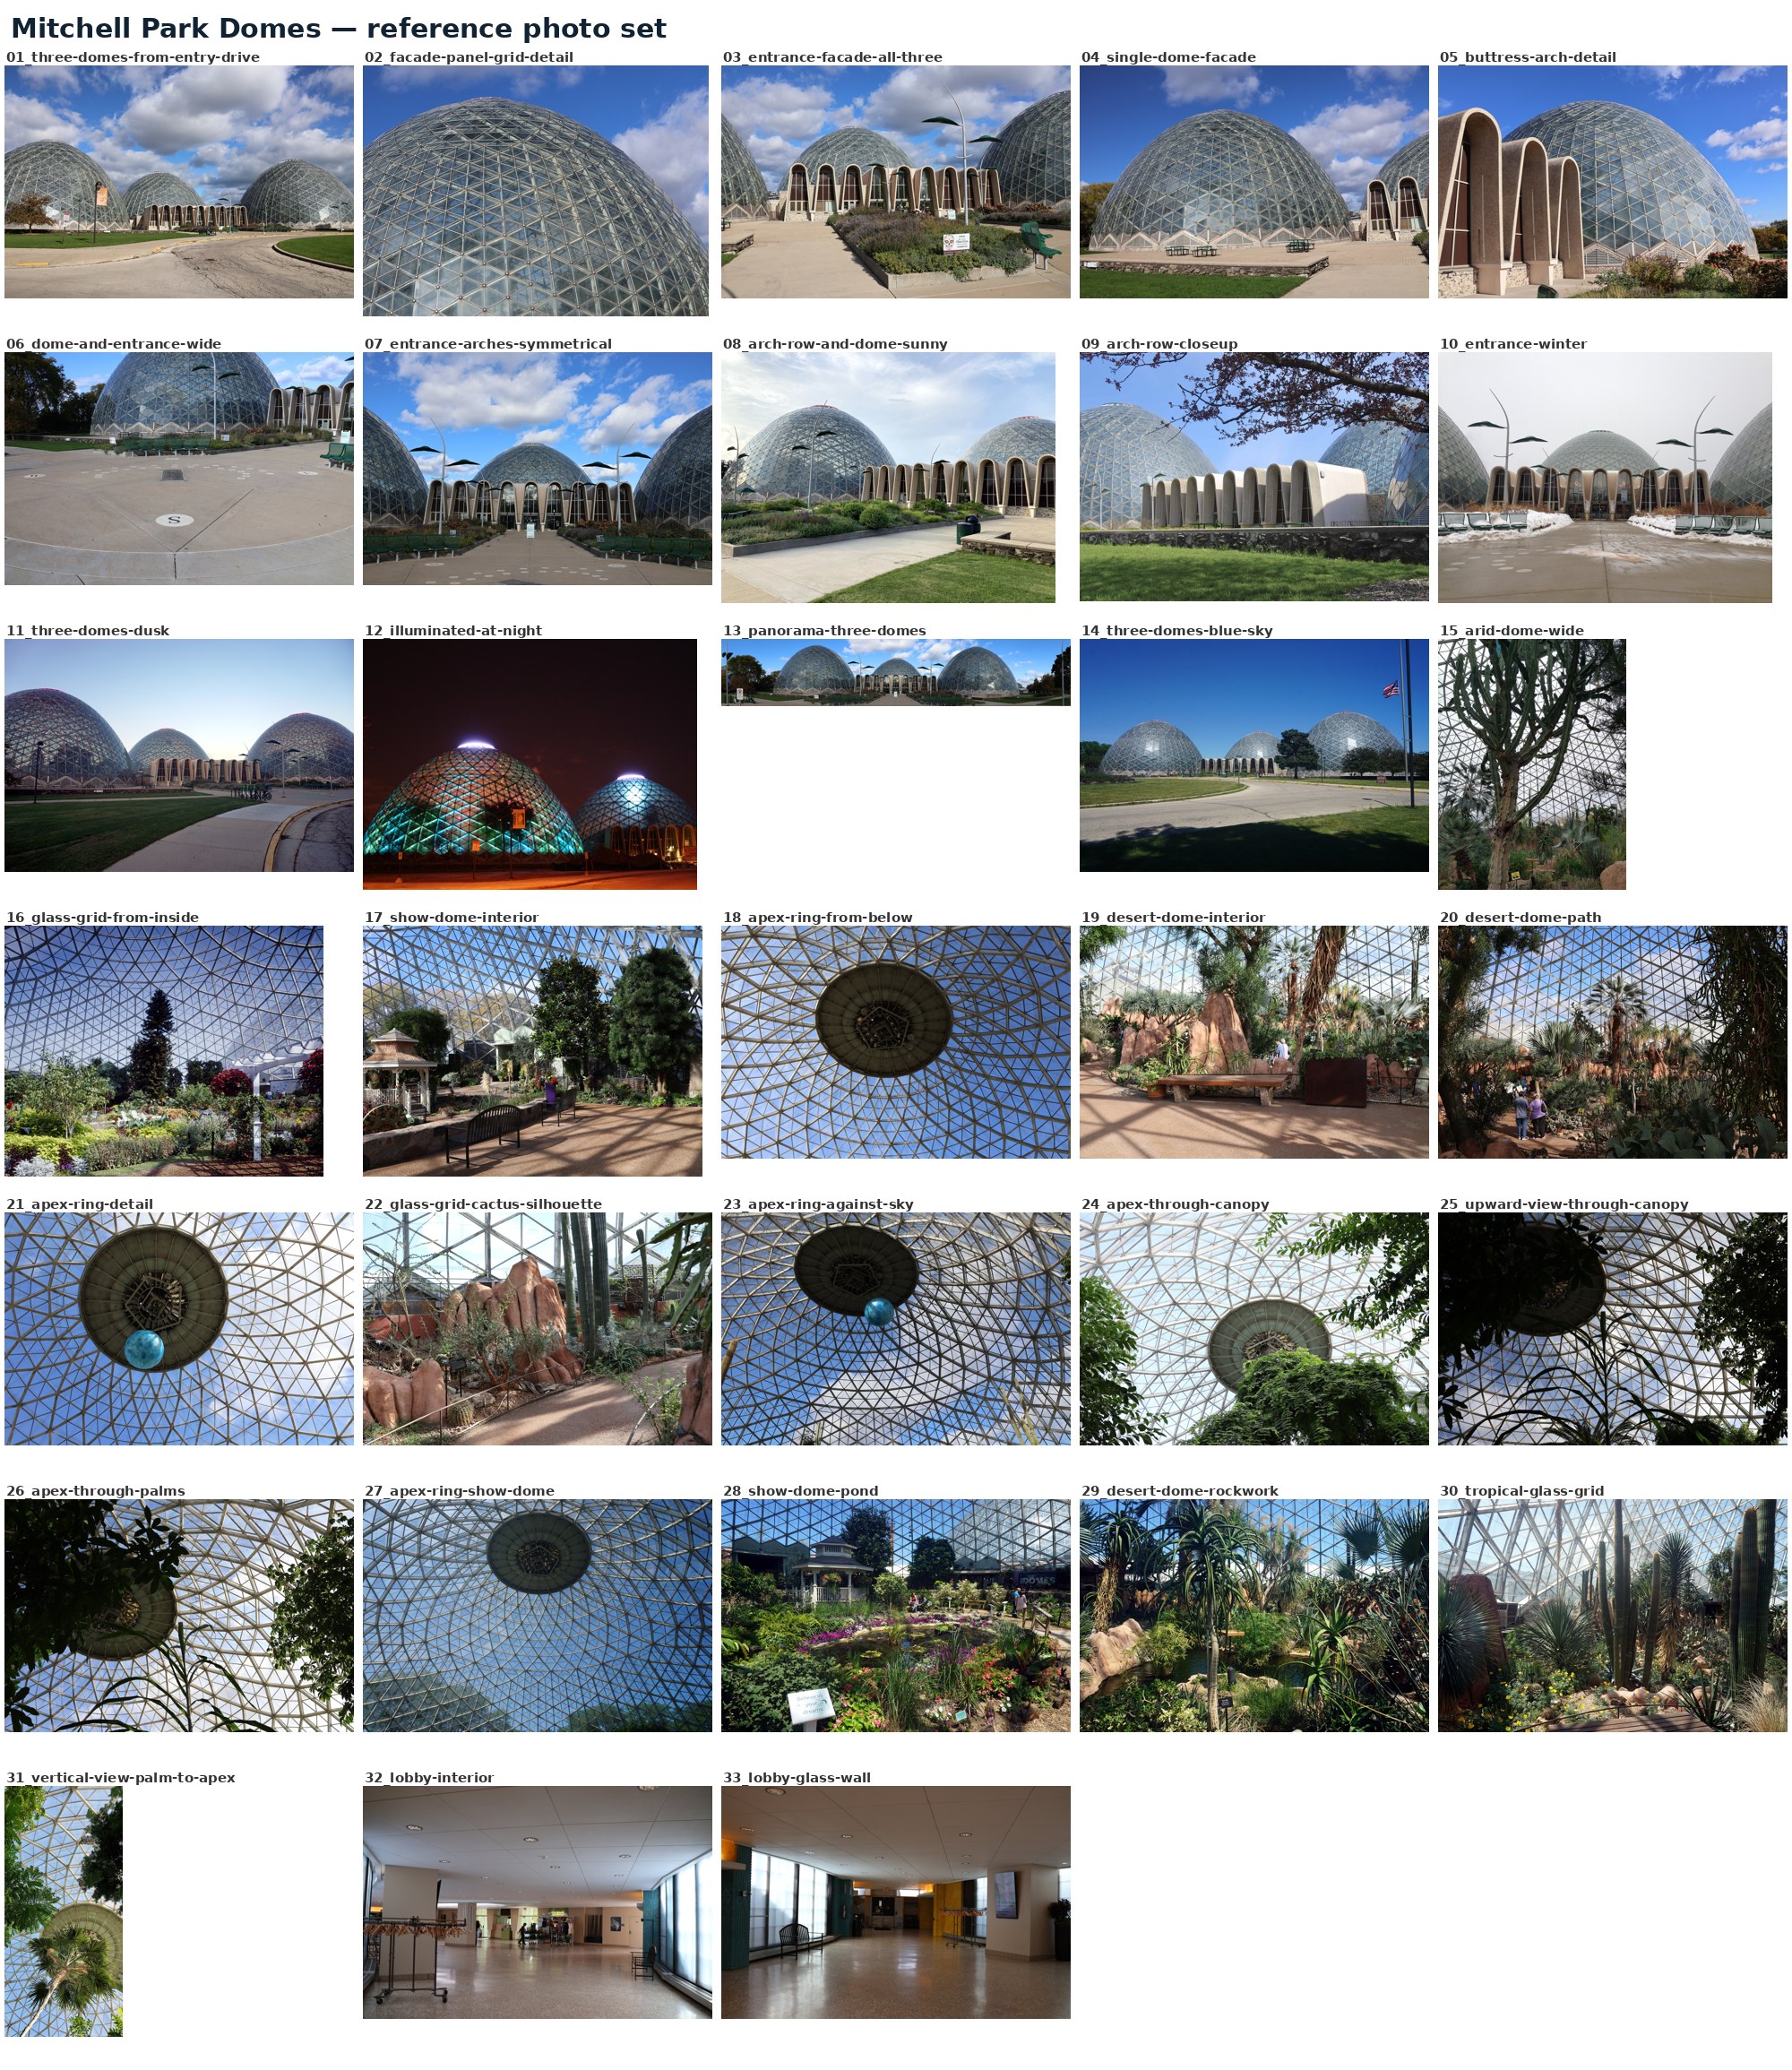 Mitchell Park Domes — reference photo set
01_three-domes-from-entry-drive
02_facade-panel-grid-detail
03_entrance-facade-all-three
04_single-dome-facade
05_buttress-arch-detail
06_dome-and-entrance-wide
07_entrance-arches-symmetrical
08_arch-row-and-dome-sunny
09_arch-row-closeup
10_entrance-winter
S
11_three-domes-dusk
12_illuminated-at-night
13_panorama-three-domes
14_three-domes-blue-sky
15_arid-dome-wide
16_glass-grid-from-inside
17_show-dome-interior
18_apex-ring-from-below
19_desert-dome-interior
20_desert-dome-path
21_apex-ring-detail
22_glass-grid-cactus-silhouette
23_apex-ring-against-sky
24_apex-through-canopy
25_upward-view-through-canopy
26_apex-through-palms
27_apex-ring-show-dome
28_show-dome-pond
29_desert-dome-rockwork
30_tropical-glass-grid
31_vertical-view-palm-to-apex
32_lobby-interior
33_lobby-glass-wall